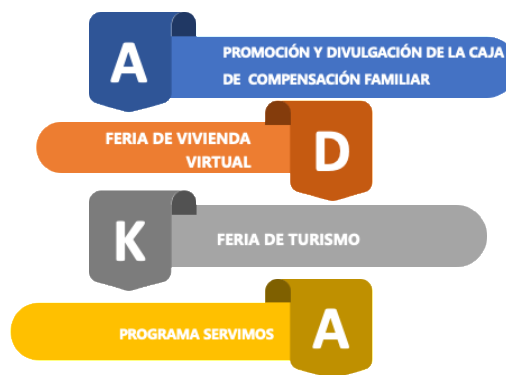 A
PROMOCIÓN Y DIVULGACIÓN DE LA CAJA
DE COMPENSACIÓN FAMILIAR
FERIA DE VIVIENDA
VIRTUAL
D
K
FERIA DE TURISMO
PROGRAMA SERVIMOS
A